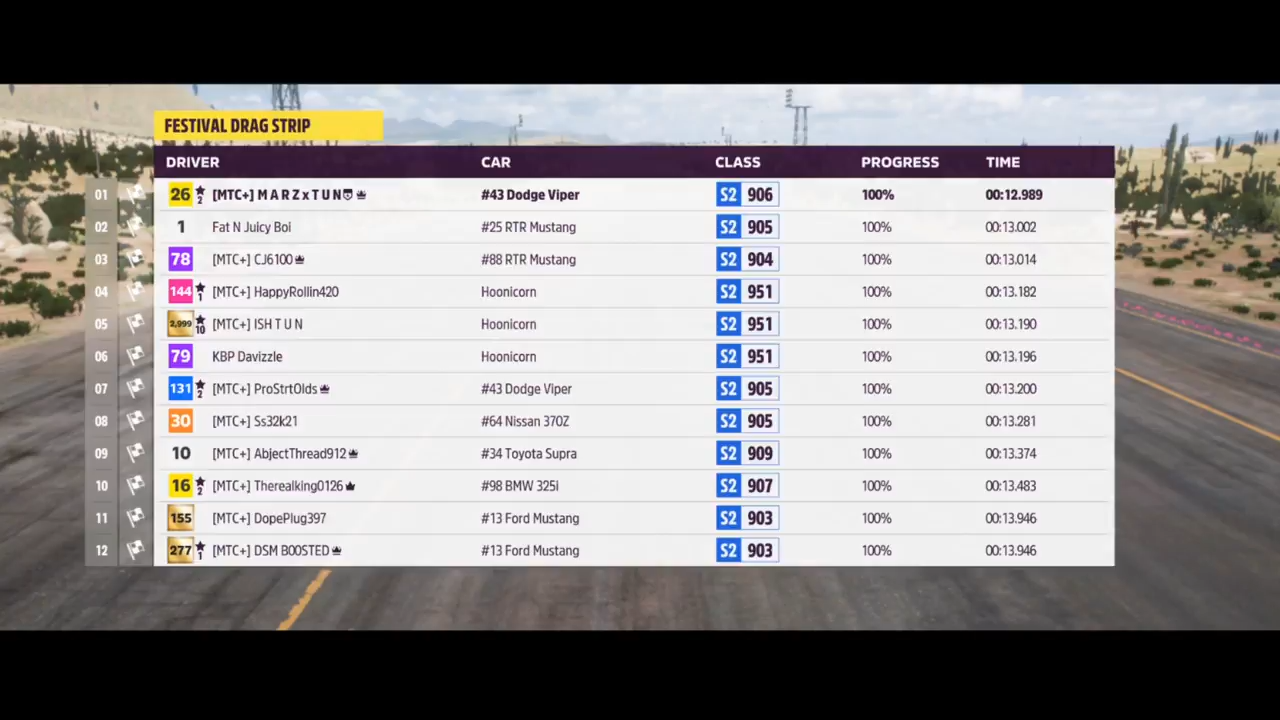 FESTIVAL DRAG STRIP
DRIVER CAR CLASS PROGRESS TIME
01 26 2 [MTC+] M A R Z x T U N #43 Dodge Viper S2 906 100% 00:12.989
02 1 Fat N Juicy Boi #25 RTR Mustang S2 905 100% 00:13.002
03 78 [MTC+] CJ6100 #88 RTR Mustang S2 904 100% 00:13.014
04 144 1 [MTC+] HappyRollin420 Hoonicorn S2 951 100% 00:13.182
05 2,999 10 [MTC+] ISH T U N Hoonicorn S2 951 100% 00:13.190
06 79 KBP Davizzle Hoonicorn S2 951 100% 00:13.196
07 131 2 [MTC+] ProStrtOlds #43 Dodge Viper S2 905 100% 00:13.200
08 30 [MTC+] Ss32k21 #64 Nissan 370Z S2 905 100% 00:13.281
09 10 [MTC+] AbjectThread912 #34 Toyota Supra S2 909 100% 00:13.374
10 16 2 [MTC+] Therealking0126 #98 BMW 325i S2 907 100% 00:13.483
11 155 [MTC+] DopePlug397 #13 Ford Mustang S2 903 100% 00:13.946
12 277 1 [MTC+] DSM B00STED #13 Ford Mustang S2 903 100% 00:13.946